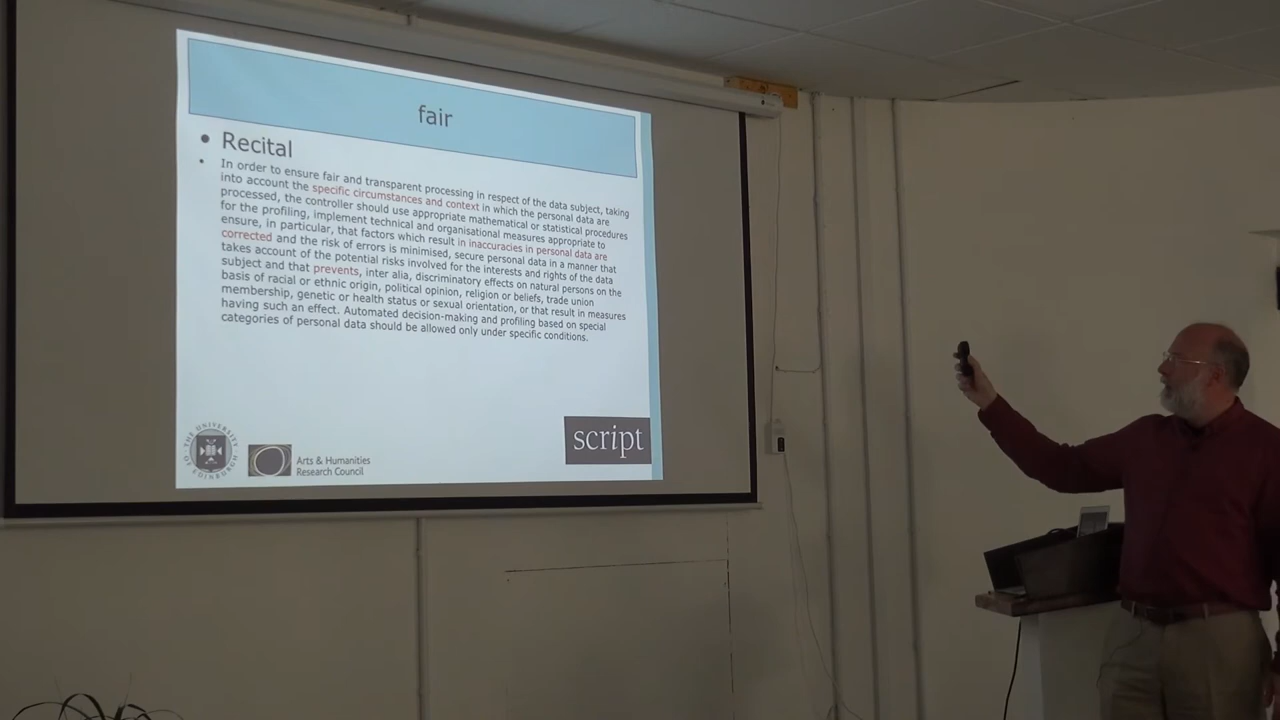 fair
• Recital
• In order to ensure fair and transparent processing in respect of the data subject, taking
into account the specific circumstances and context in which the personal data are
processed, the controller should use appropriate mathematical or statistical procedures
for the profiling, implement technical and organisational measures appropriate to
ensure, in particular, that factors which result in inaccuracies in personal data are
corrected and the risk of errors is minimised, secure personal data in a manner that
takes account of the potential risks involved for the interests and rights of the data
subject and that prevents, inter alia, discriminatory effects on natural persons on the
basis of racial or ethnic origin, political opinion, religion or beliefs, trade union
membership, genetic or health status or sexual orientation, or that result in measures
having such an effect. Automated decision-making and profiling based on special
categories of personal data should be allowed only under specific conditions.
THE UNIVERSITY OF EDINBURGH
Arts & Humanities
Research Council
script